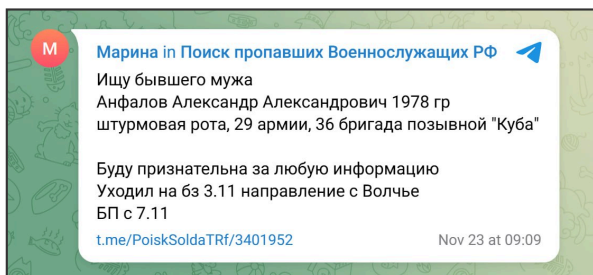 М
Марина in Поиск пропавших Военнослужащих РФ
Ищу бывшего мужа
Анфалов Александр Александрович 1978 гр
штурмовая рота, 29 армии, 36 бригада позывной "Куба"
Буду признательна за любую информацию
Уходил на бз 3.11 направление с Волчье
БП с 7.11
t.me/PoiskSoldaTRf/3401952 Nov 23 at 09:09